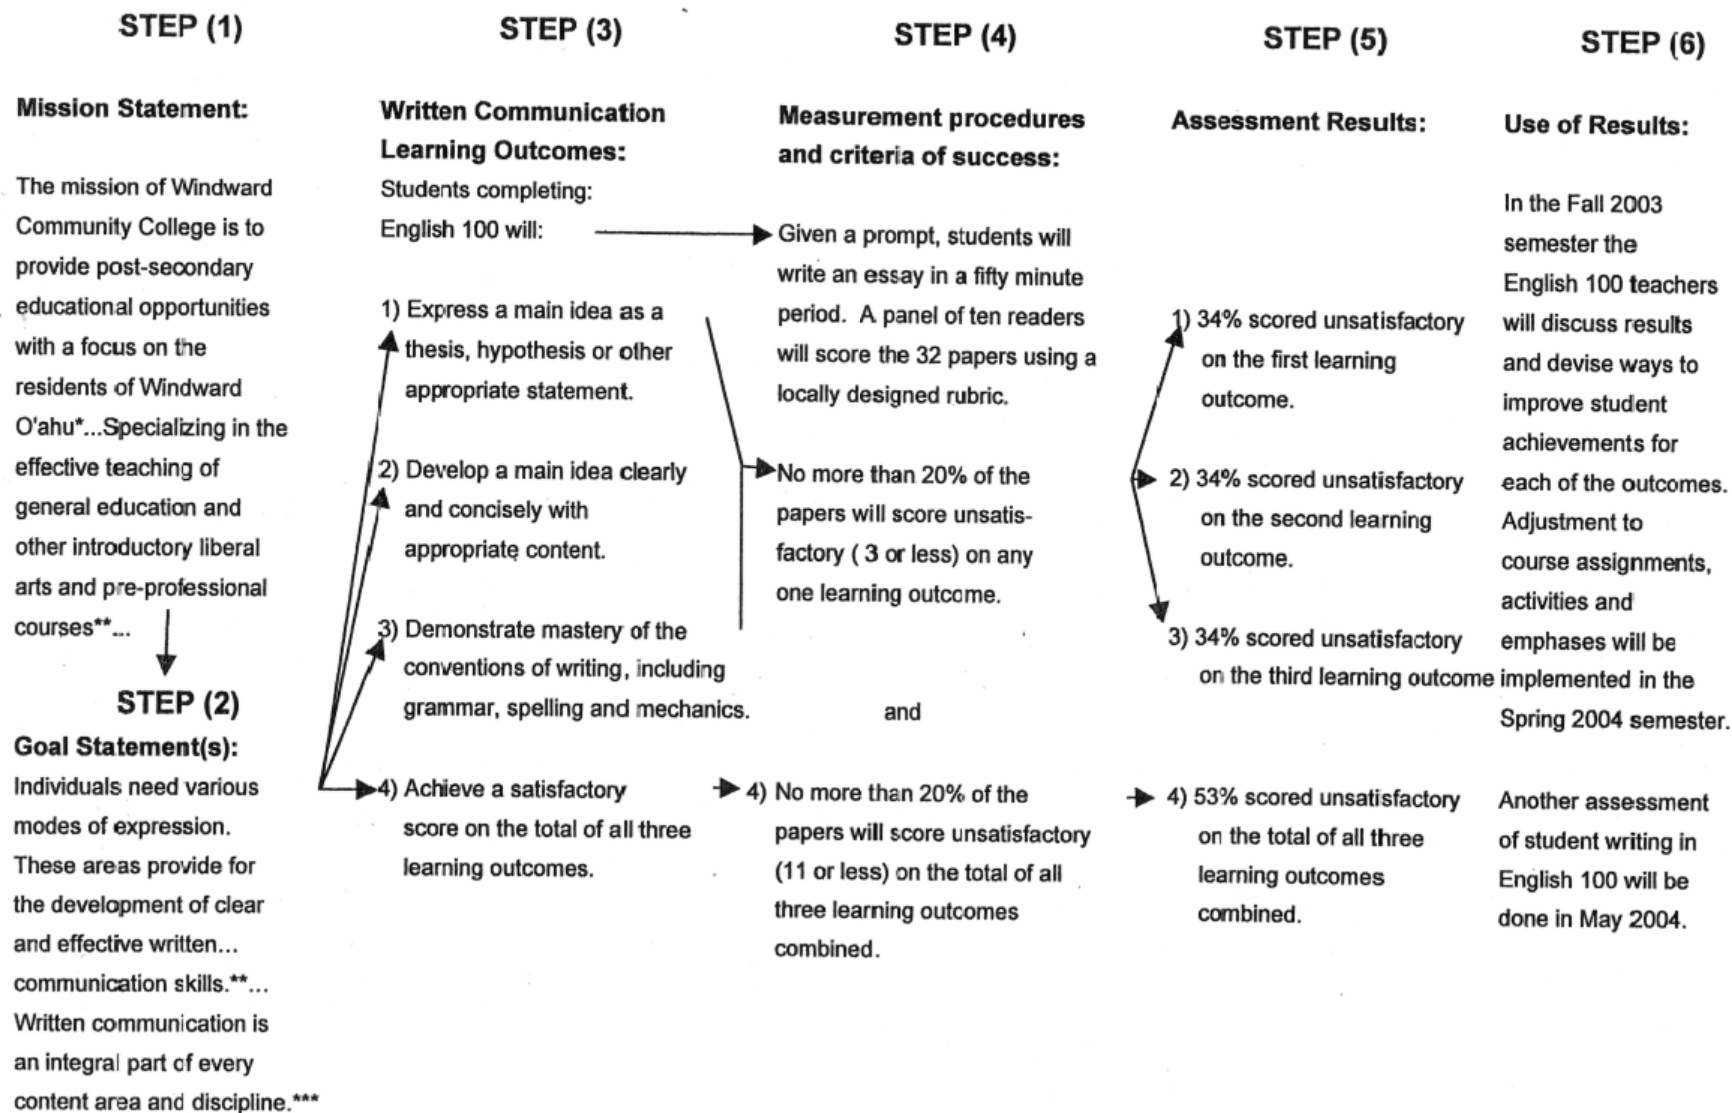 STEP (1)
Mission Statement:
The mission of Windward
Community College is to
provide post-secondary
educational opportunities
with a focus on the
residents of Windward
O'ahu*...Specializing in the
effective teaching of
general education and
other introductory liberal
arts and pre-professional
courses**...
STEP (2)
Goal Statement(s):
Individuals need various
modes of expression.
These areas provide for
the development of clear
and effective written...
communication skills.**...
Written communication is
an integral part of every
content area and discipline.***
STEP (3)
Written Communication
Learning Outcomes:
Students completing:
English 100 will:
1) Express a main idea as a
thesis, hypothesis or other
appropriate statement.
2) Develop a main idea clearly
and concisely with
appropriate content.
3) Demonstrate mastery of the
conventions of writing, including
grammar, spelling and mechanics.
4) Achieve a satisfactory
score on the total of all three
learning outcomes.
STEP (4)
Measurement procedures
and criteria of success:
Given a prompt, students will
write an essay in a fifty minute
period. A panel of ten readers
will score the 32 papers using a
locally designed rubric.
No more than 20% of the
papers will score unsatis-
factory ( 3 or less) on any
one learning outcome.
and
4) No more than 20% of the
papers will score unsatisfactory
(11 or less) on the total of all
three learning outcomes
combined.
STEP (5)
Assessment Results:
1) 34% scored unsatisfactory
on the first learning
outcome.
2) 34% scored unsatisfactory
on the second learning
outcome.
3) 34% scored unsatisfactory
on the third learning outcome
4) 53% scored unsatisfactory
on the total of all three
learning outcomes
combined.
STEP (6)
Use of Results:
In the Fall 2003
semester the
English 100 teachers
will discuss results
and devise ways to
improve student
achievements for
each of the outcomes.
Adjustment to
course assignments,
activities and
emphases will be
implemented in the
Spring 2004 semester.
Another assessment
of student writing in
English 100 will be
done in May 2004.